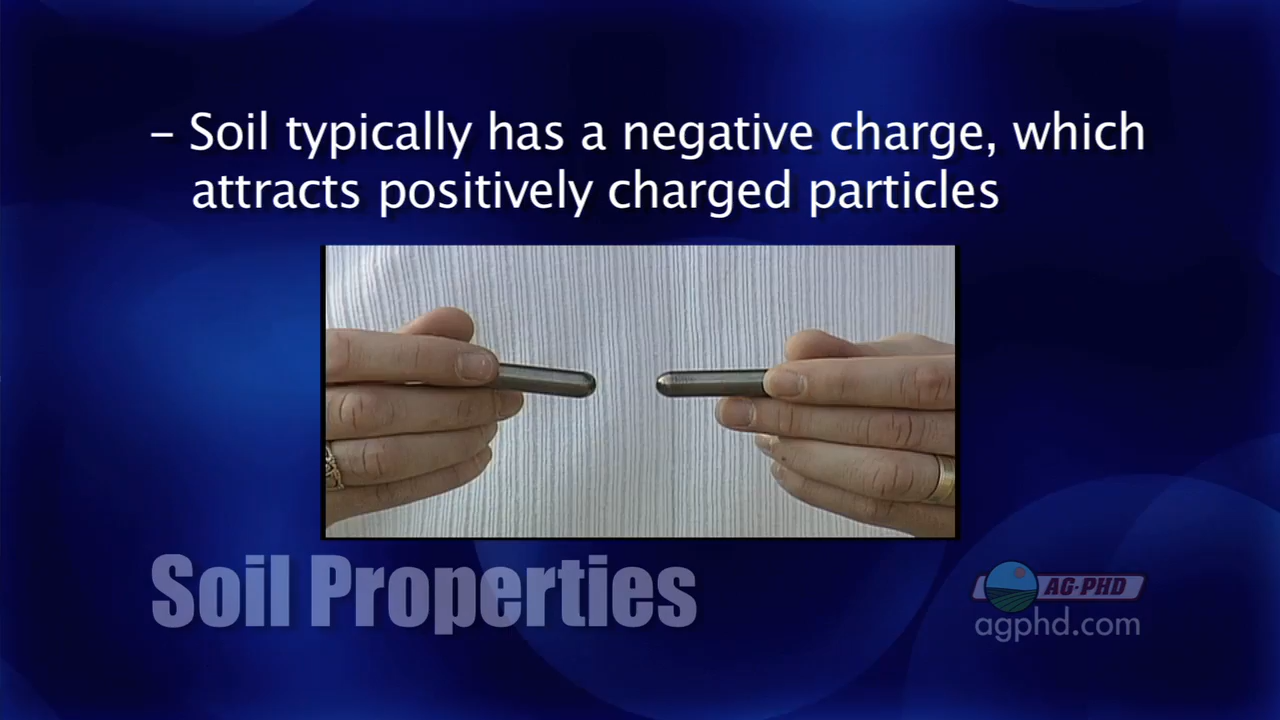 – Soil typically has a negative charge, which
attracts positively charged particles
Soil Properties
AG·PHD
agphd.com